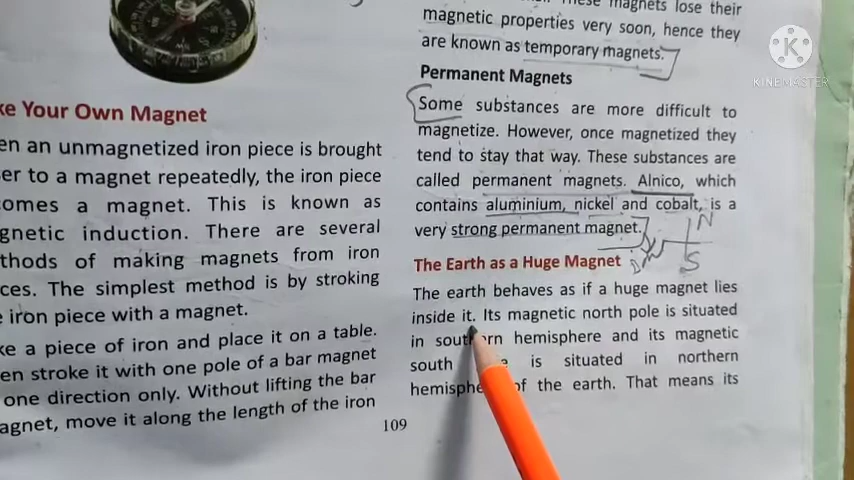 ke Your Own Magnet
en an unmagnetized iron piece is brought
er to a magnet repeatedly, the iron piece
comes a magnet. This is known as
gnetic induction. There are several
thods of making magnets from iron
ces. The simplest method is by stroking
e iron piece with a magnet.
ke a piece of iron and place it on a table.
en stroke it with one pole of a bar magnet
one direction only. Without lifting the bar
agnet, move it along the length of the iron
109
These magnets lose their
magnetic properties very soon, hence they
are known as temporary magnets.
Permanent Magnets
Some substances are more difficult to
magnetize. However, once magnetized they
tend to stay that way. These substances are
called permanent magnets. Alnico, which
contains aluminium, nickel and cobalt, is a
very strong permanent magnet.
N
S
The Earth as a Huge Magnet
The earth behaves as if a huge magnet lies
inside it. Its magnetic north pole is situated
in southern hemisphere and its magnetic
south is situated in northern
hemisphe of the earth. That means its
K
KINEMASTER